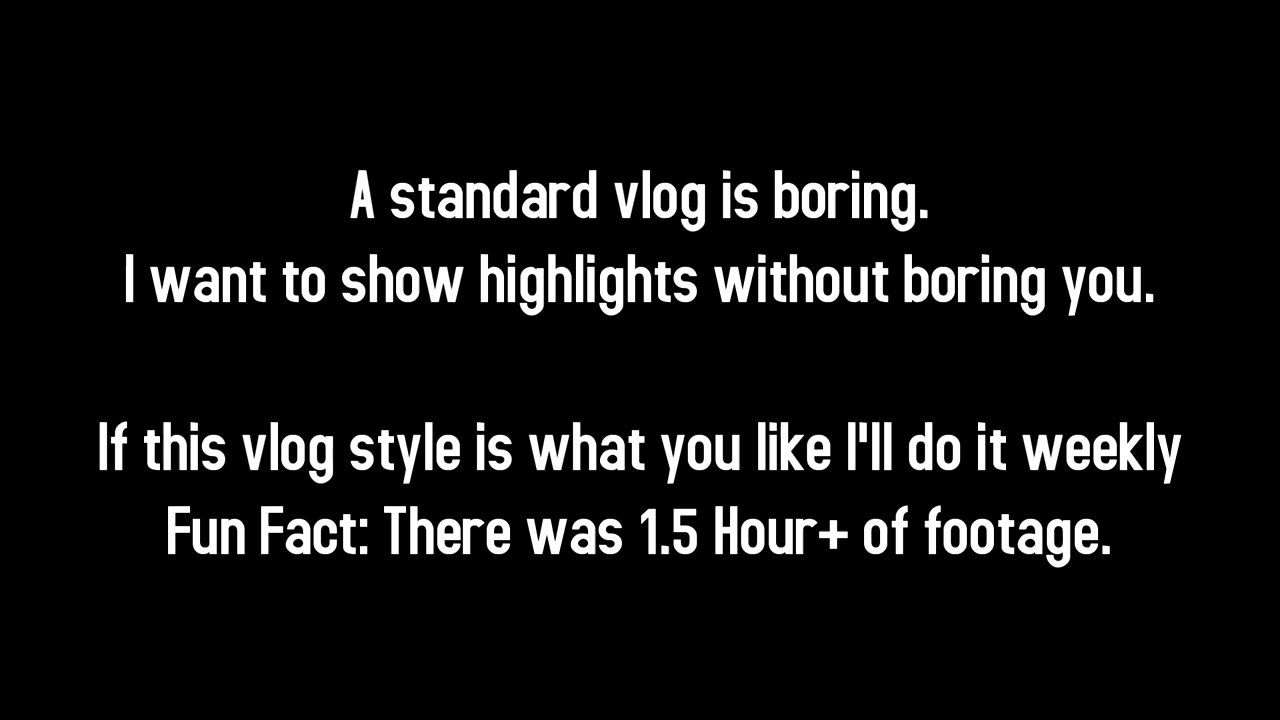 A standard vlog is boring.
I want to show highlights without boring you.
If this vlog style is what you like I'll do it weekly
Fun Fact: There was 1.5 Hour+ of footage.